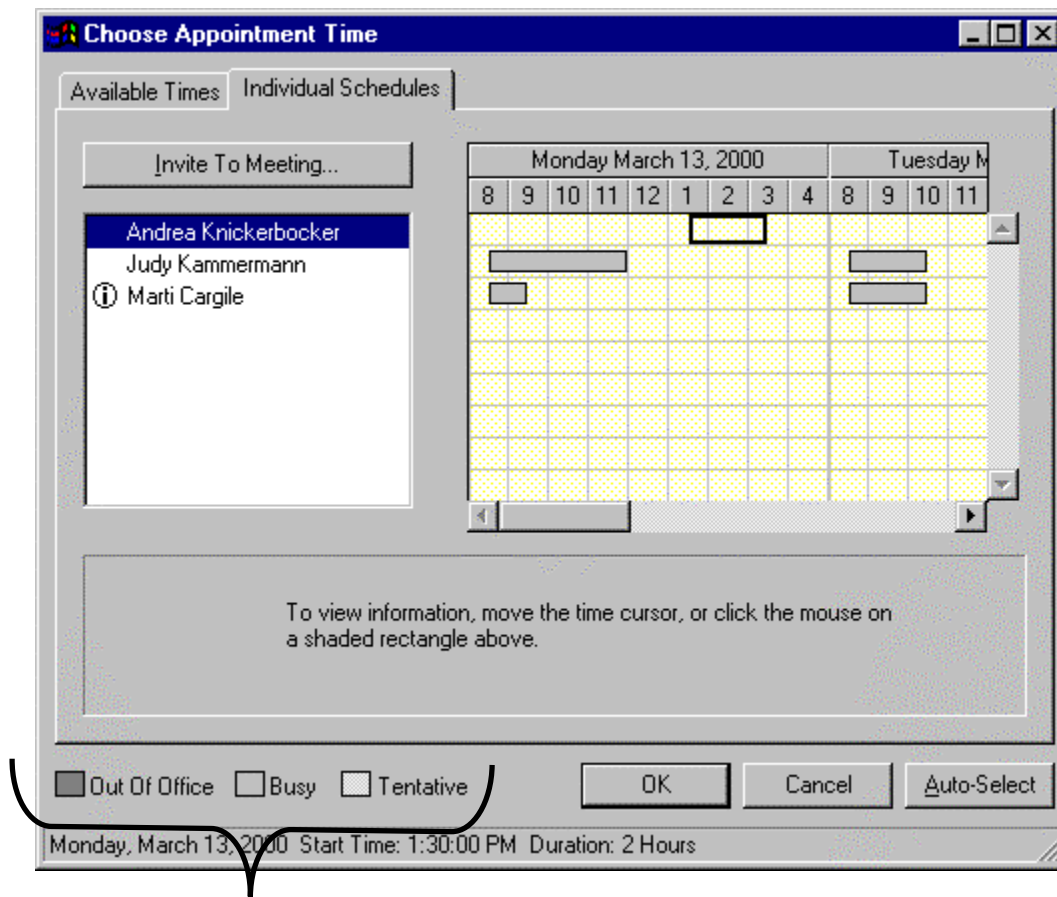 Choose Appointment Time
Available Times Individual Schedules
Invite To Meeting...
Monday March 13, 2000 Tuesday M
8 9 10 11 12 1 2 3 4 8 9 10 11
Andrea Knickerbocker
Judy Kammermann
Marti Cargile
To view information, move the time cursor, or click the mouse on
a shaded rectangle above.
Out Of Office Busy Tentative OK Cancel Auto-Select
Monday, March 13, 2000 Start Time: 1:30:00 PM Duration: 2 Hours